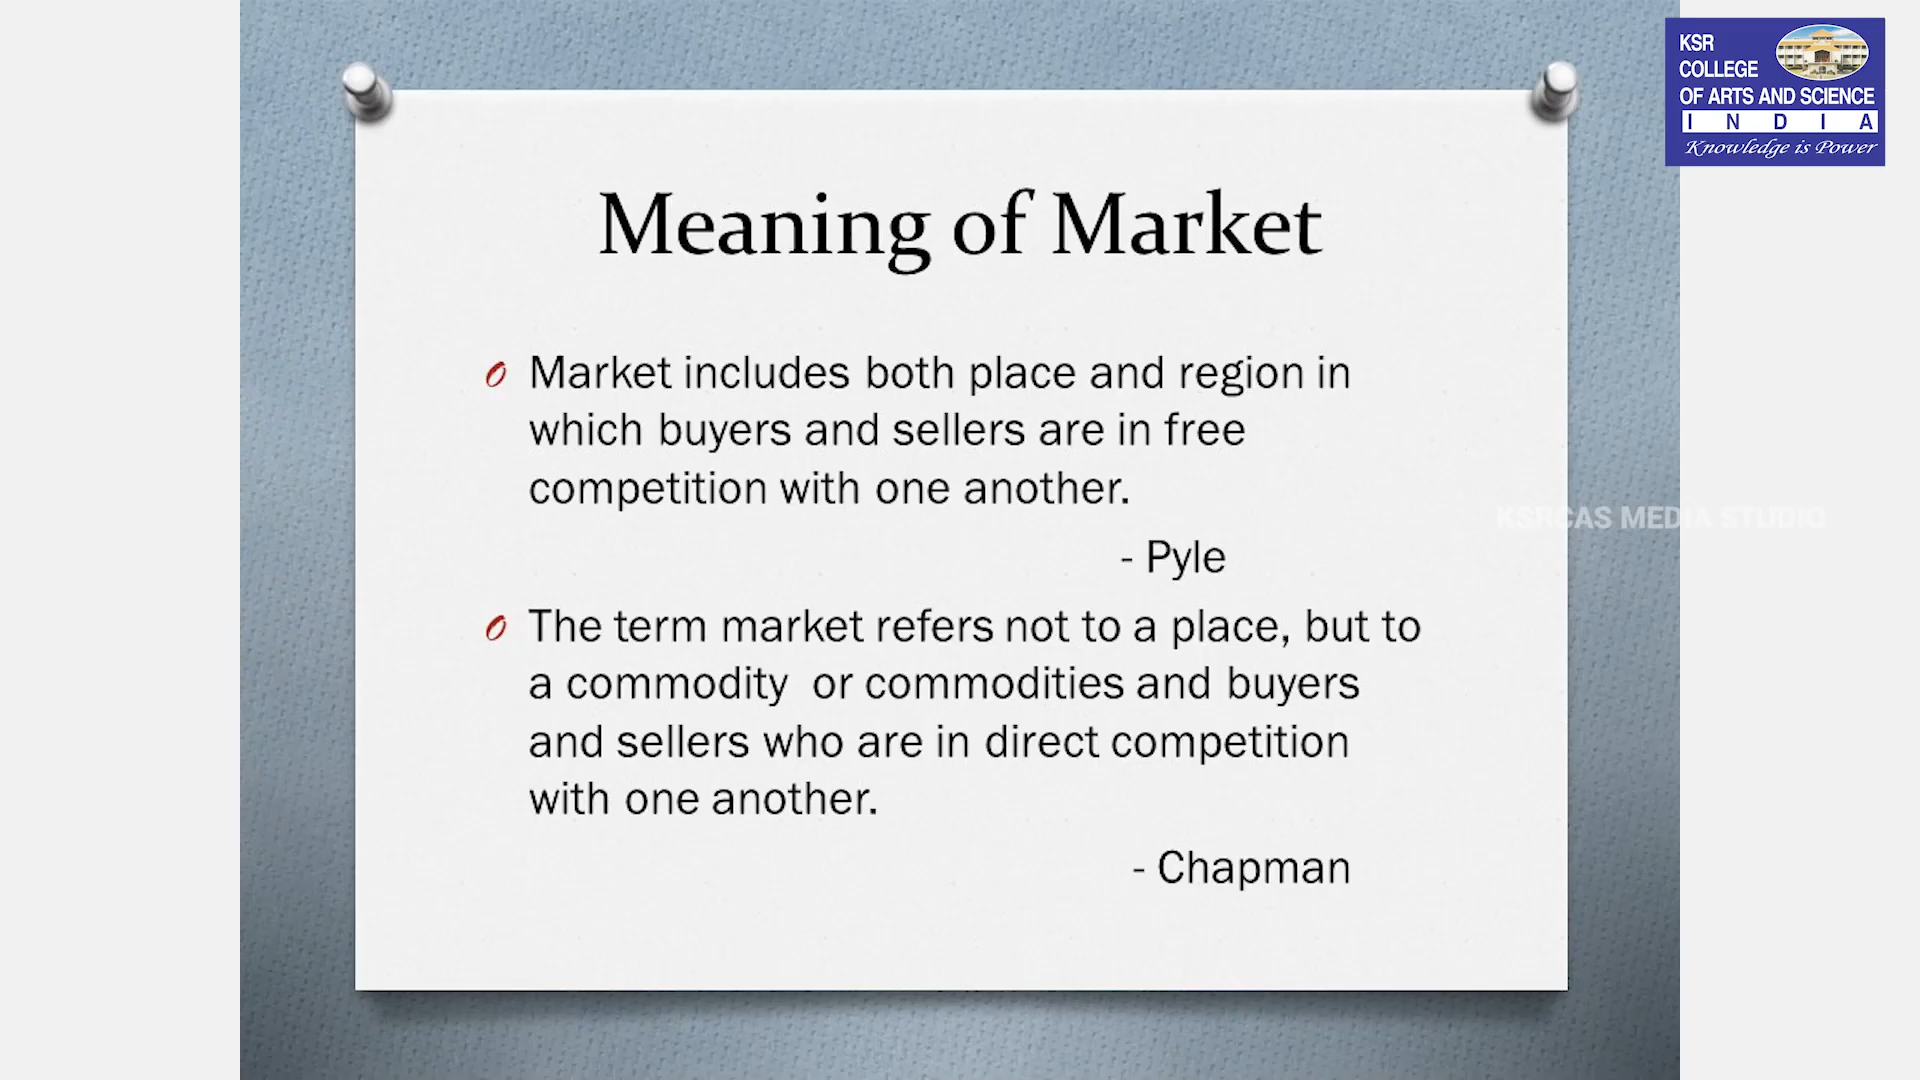 KSR
COLLEGE
OF ARTS AND SCIENCE
INDIA
Knowledge is Power
Meaning of Market
Market includes both place and region in
which buyers and sellers are in free
competition with one another.
- Pyle
KSRCAS MEDIA STUDIO
The term market refers not to a place, but to
a commodity or commodities and buyers
and sellers who are in direct competition
with one another.
- Chapman